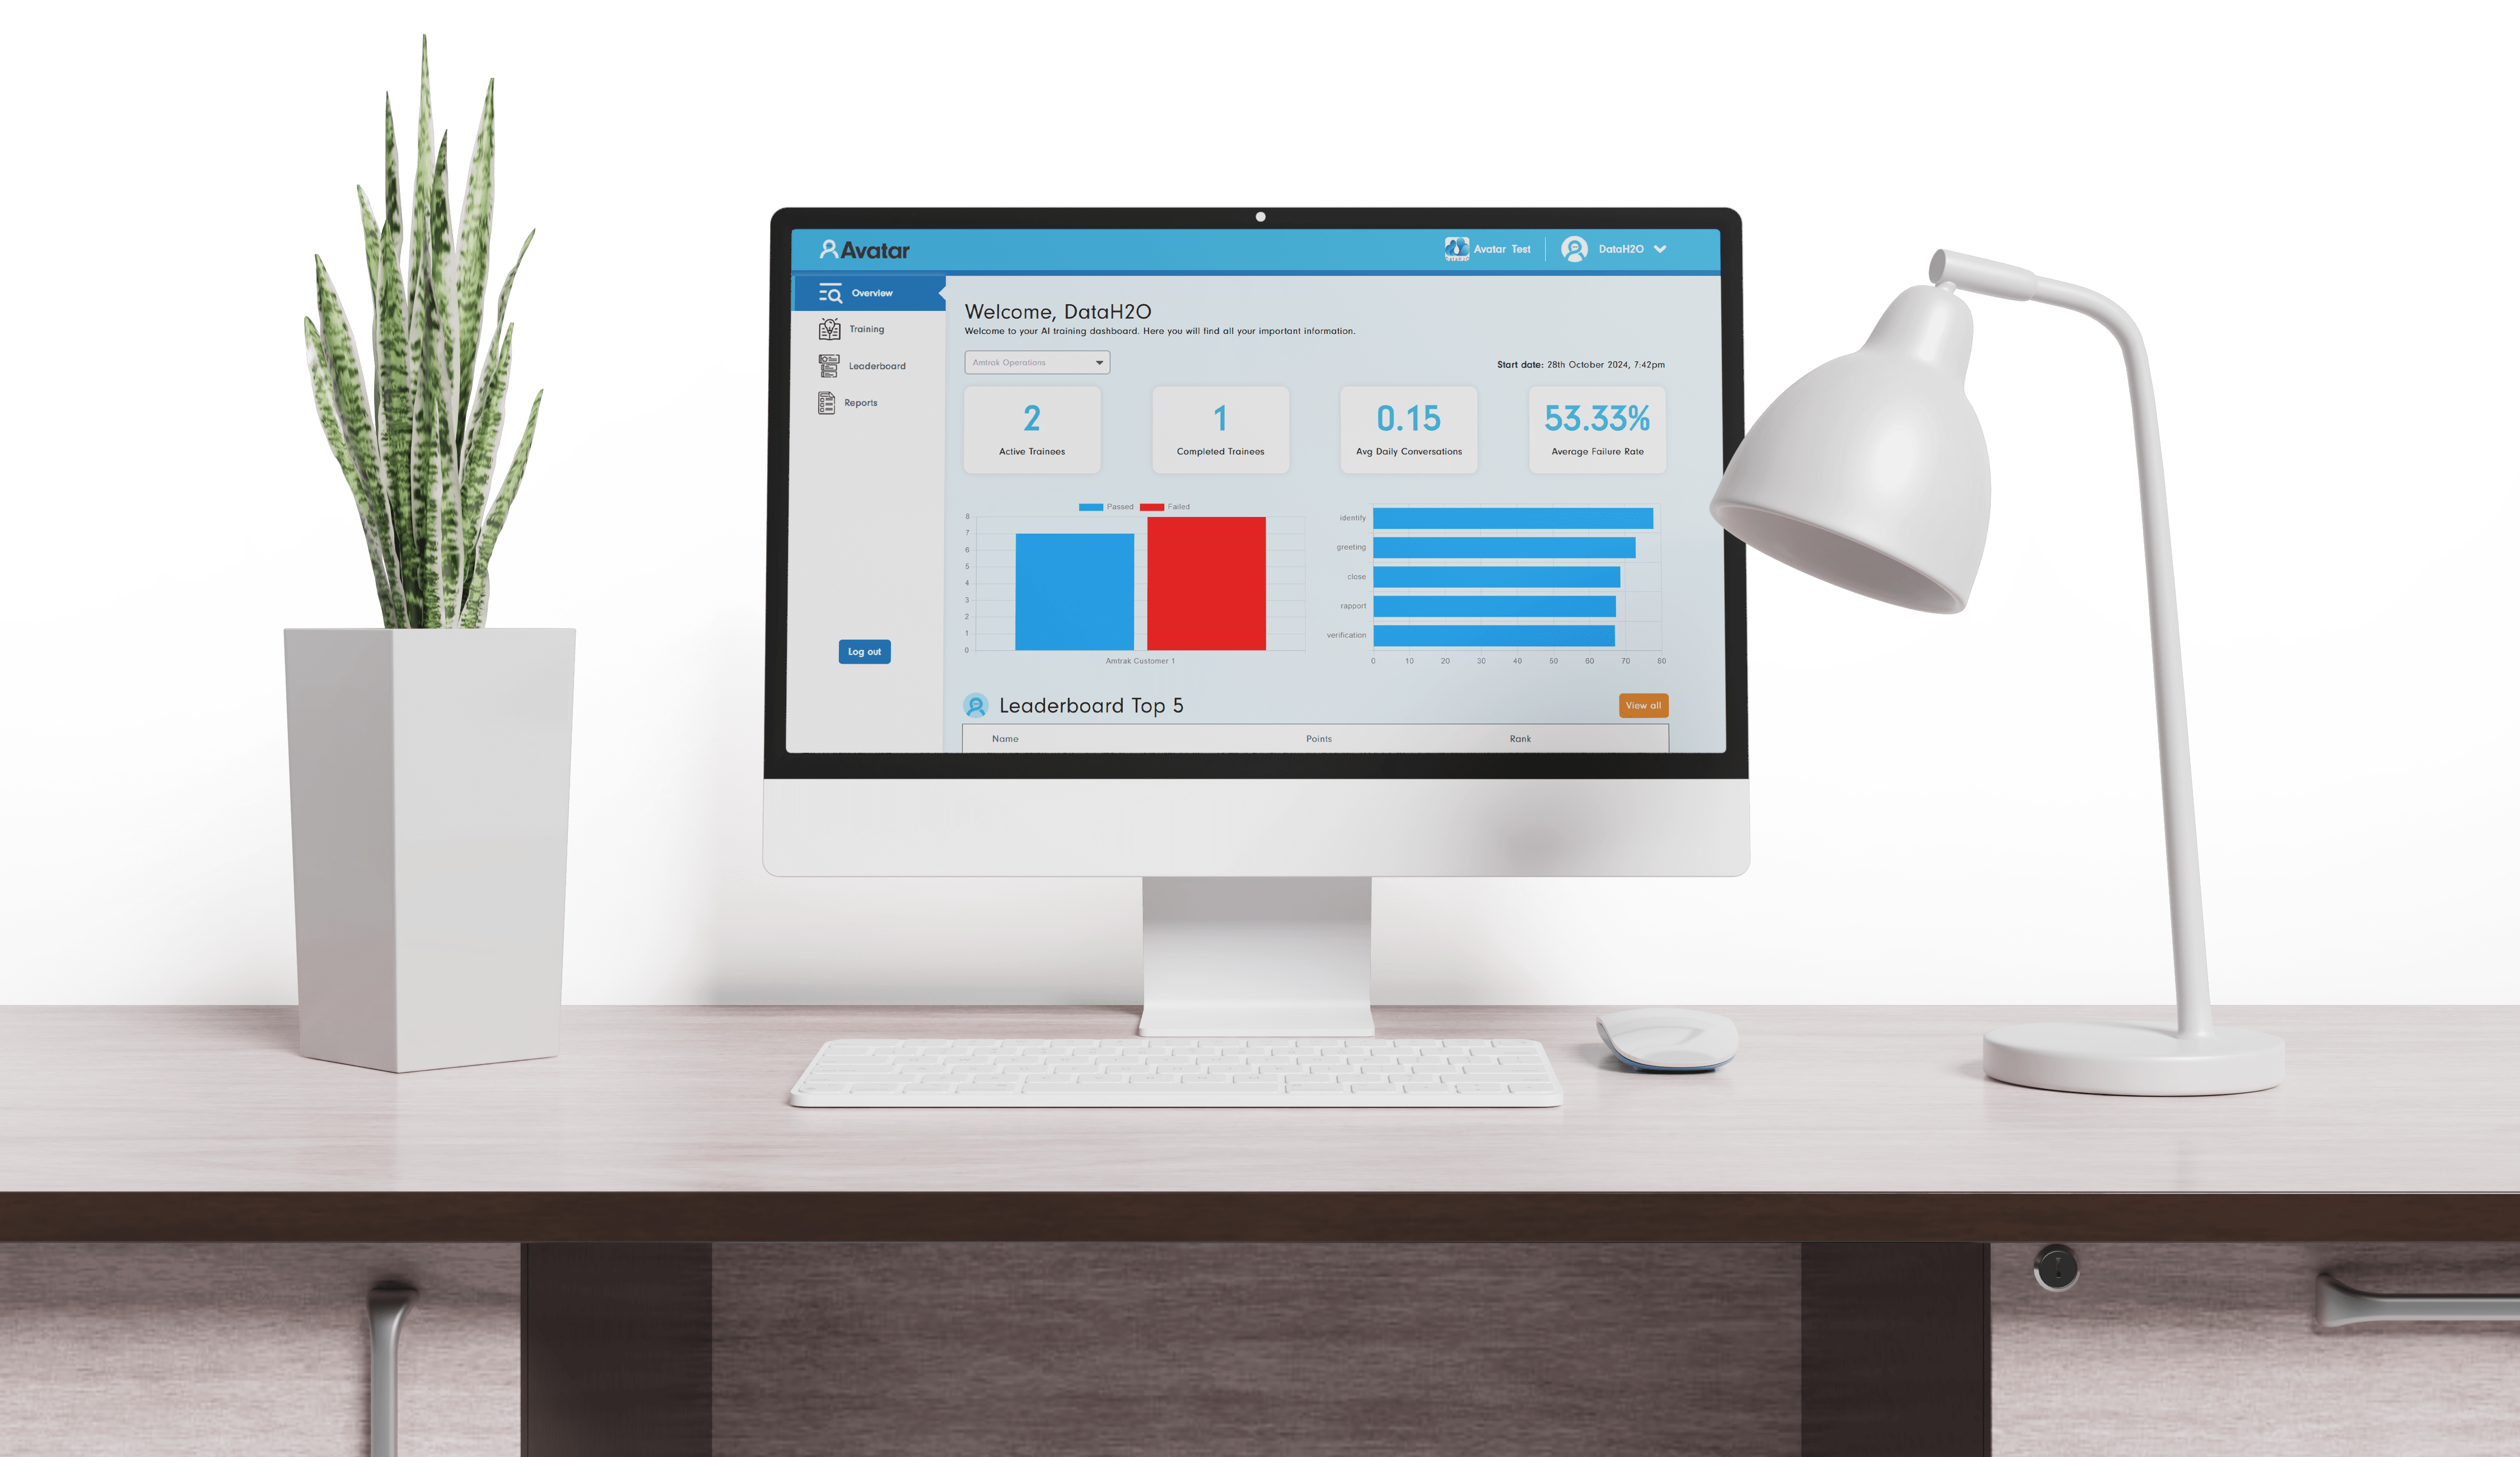 Avatar
Avatar Test
DataH2O
Overview
Training
Leaderboard
Reports
Log out
Welcome, DataH2O
Welcome to your AI training dashboard. Here you will find all your important information.
Amtrak Operations
Start date: 28th October 2024, 7:42pm
2
Active Trainees
1
Completed Trainees
0.15
Avg Daily Conversations
53.33%
Average Failure Rate
Passed Failed
8
7
6
5
4
3
2
1
0
Amtrak Customer 1
identify
greeting
close
rapport
verification
0 10 20 30 40 50 60 70 80
Leaderboard Top 5
View all
Name Points Rank